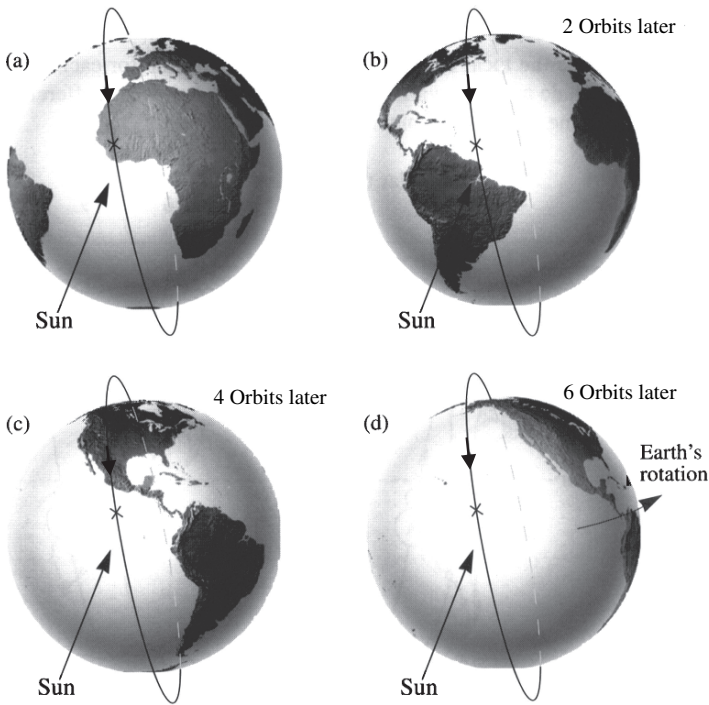 (a)
Sun
(b)
2 Orbits later
Sun
(c)
4 Orbits later
Sun
(d)
6 Orbits later
Earth's
rotation
Sun